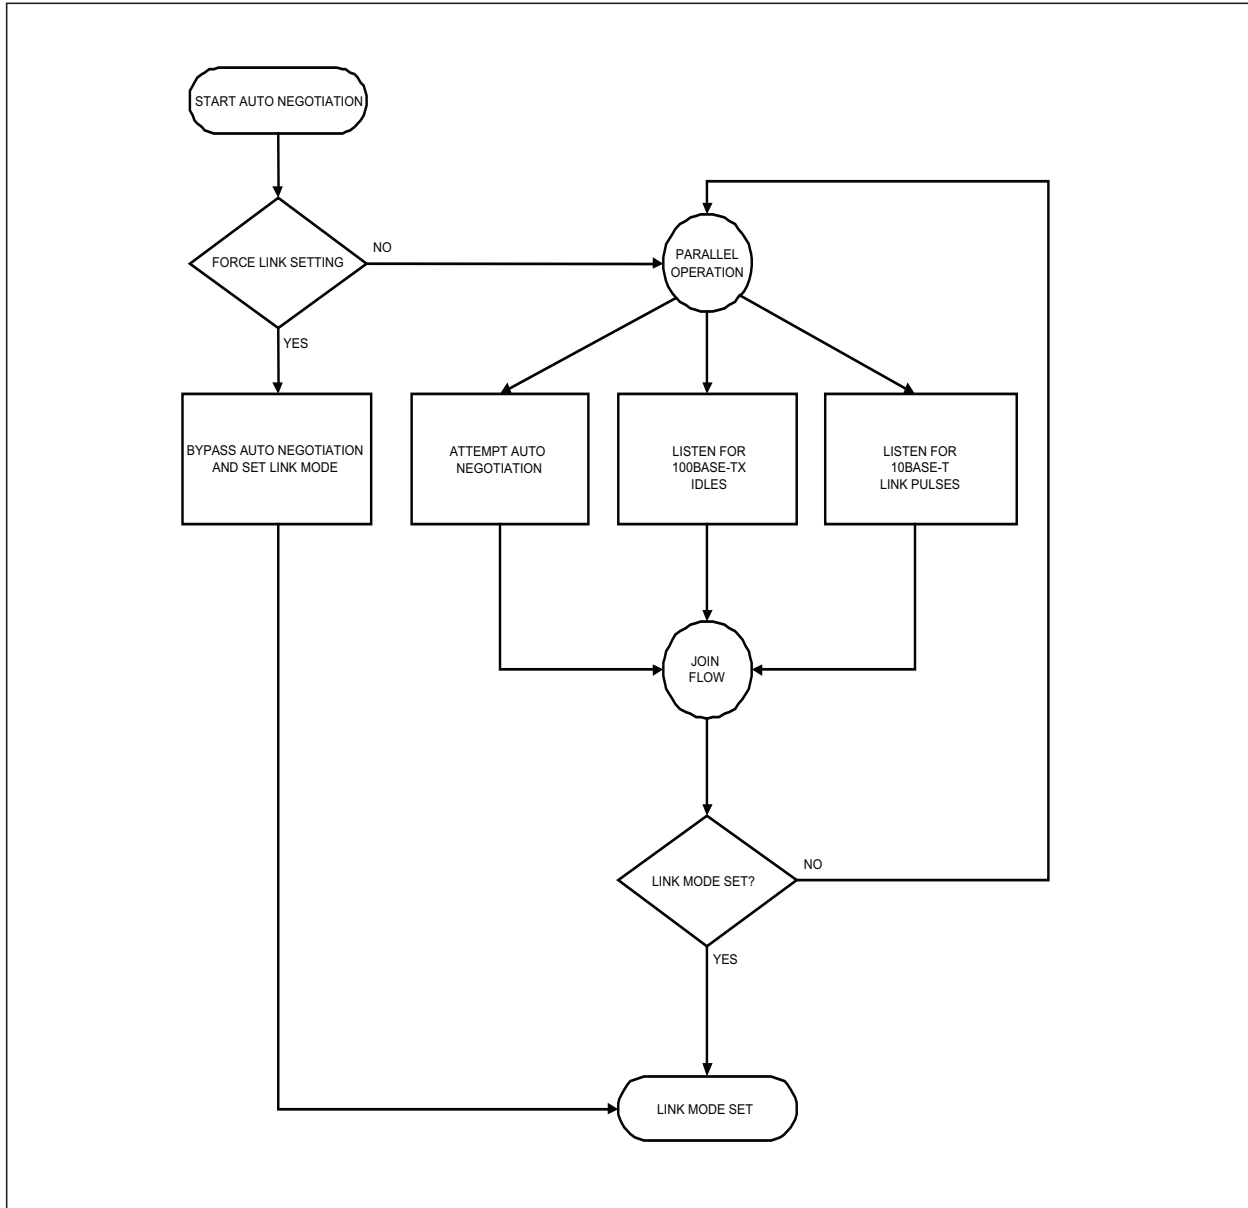 START AUTO NEGOTIATION
FORCE LINK SETTING
NO
PARALLEL
OPERATION
YES
BYPASS AUTO NEGOTIATION
AND SET LINK MODE
ATTEMPT AUTO
NEGOTIATION
LISTEN FOR
100BASE-TX
IDLES
LISTEN FOR
10BASE-T
LINK PULSES
JOIN
FLOW
LINK MODE SET?
NO
YES
LINK MODE SET